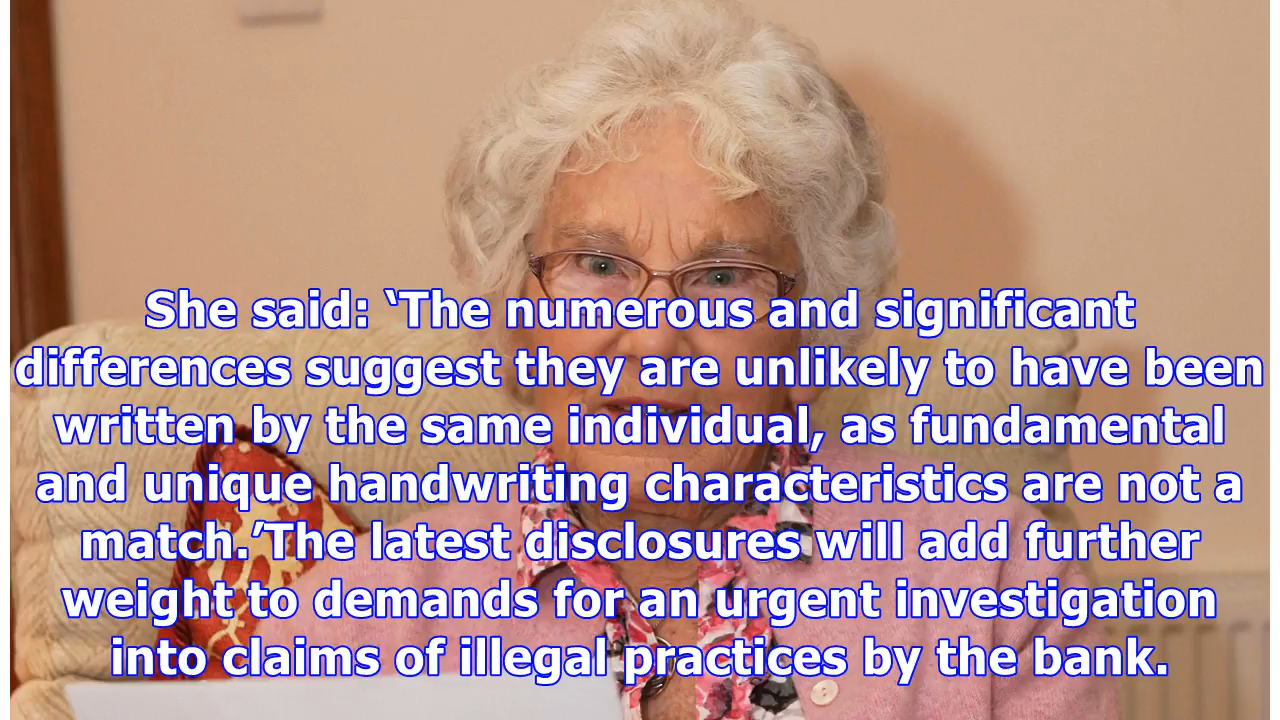 She said: ‘The numerous and significant
differences suggest they are unlikely to have been
written by the same individual, as fundamental
and unique handwriting characteristics are not a
match.’The latest disclosures will add further
weight to demands for an urgent investigation
into claims of illegal practices by the bank.